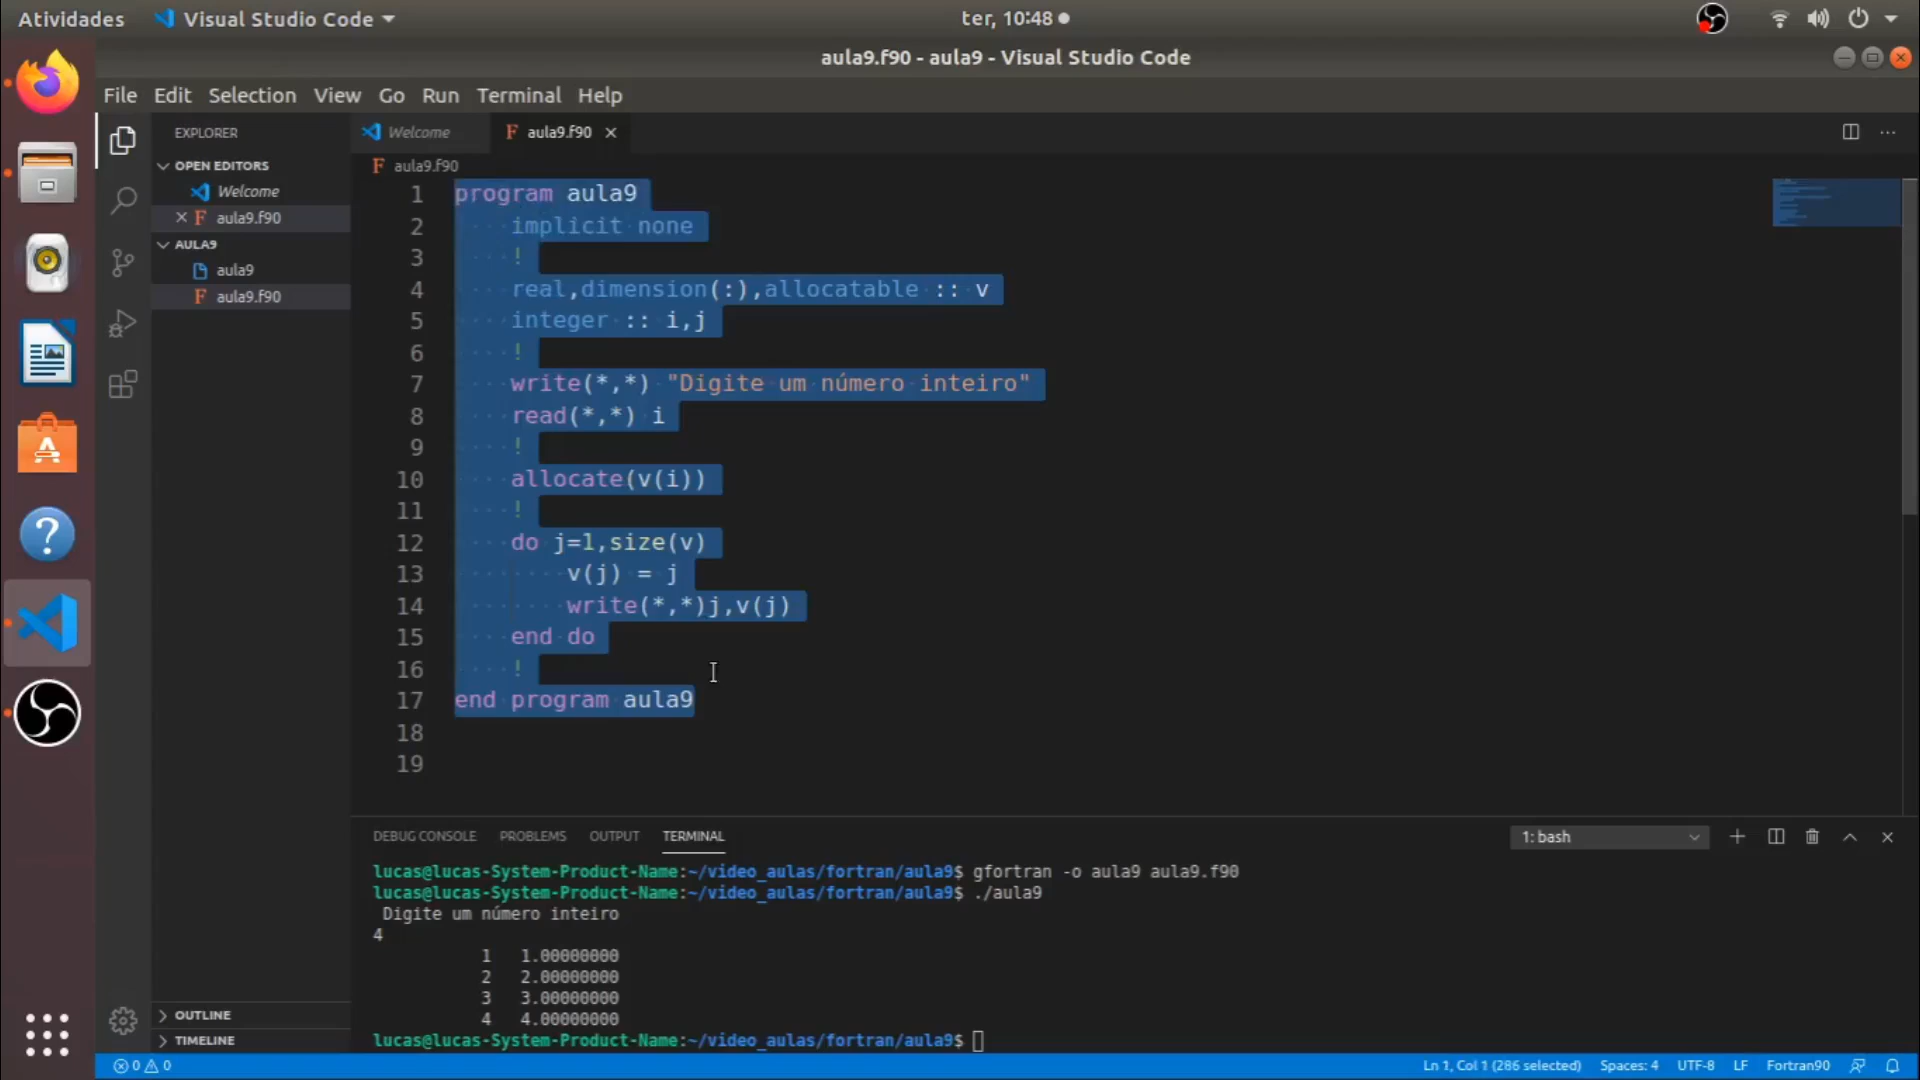 Atividades Visual Studio Code ter, 10:48
aula9.f90 - aula9 - Visual Studio Code
File Edit Selection View Go Run Terminal Help
EXPLORER
OPEN EDITORS
Welcome
aula9.f90
AULA9
aula9
aula9.f90
OUTLINE
TIMELINE
Welcome aula9.f90
aula9.f90
1 program aula9
2 implicit none
3 !
4 real,dimension(:),allocatable :: v
5 integer :: i,j
6 !
7 write(*,*) "Digite um número inteiro"
8 read(*,*) i
9 !
10 allocate(v(i))
11 !
12 do j=1,size(v)
13 v(j) = j
14 write(*,*)j,v(j)
15 end do
16 !
17 end program aula9
18
19
DEBUG CONSOLE PROBLEMS OUTPUT TERMINAL 1: bash
lucas@lucas-System-Product-Name:~/video_aulas/fortran/aula9$ gfortran -o aula9 aula9.f90
lucas@lucas-System-Product-Name:~/video_aulas/fortran/aula9$ ./aula9
Digite um número inteiro
4
1 1.00000000
2 2.00000000
3 3.00000000
4 4.00000000
lucas@lucas-System-Product-Name:~/video_aulas/fortran/aula9$
0 0 Ln 1, Col 1 (286 selected) Spaces: 4 UTF-8 LF Fortran90